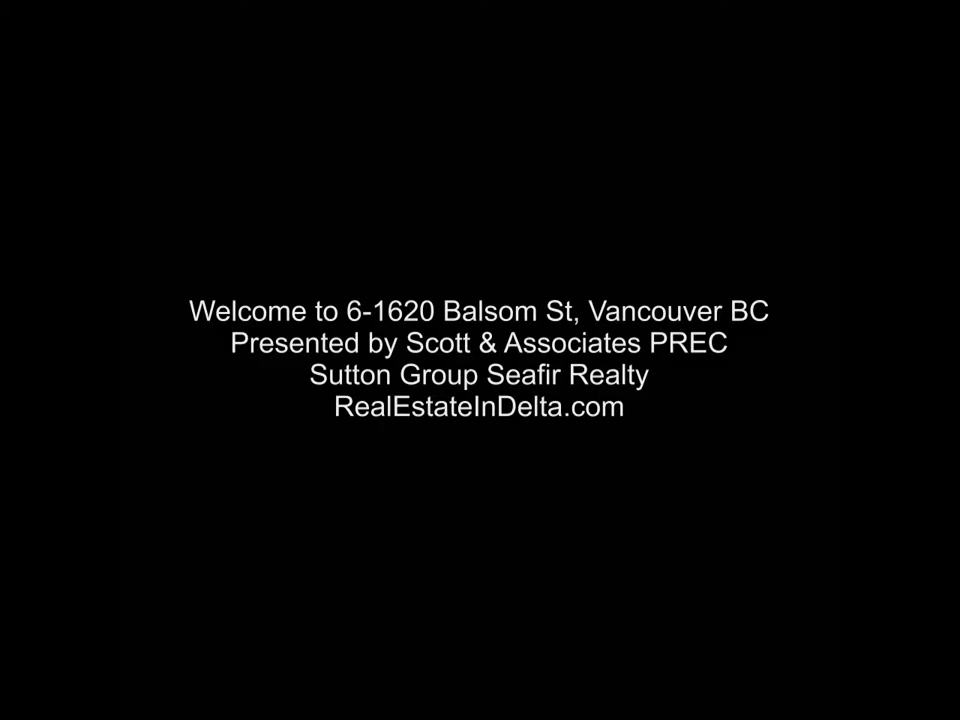 Welcome to 6-1620 Balsom St, Vancouver BC
Presented by Scott & Associates PREC
Sutton Group Seafir Realty
RealEstateInDelta.com